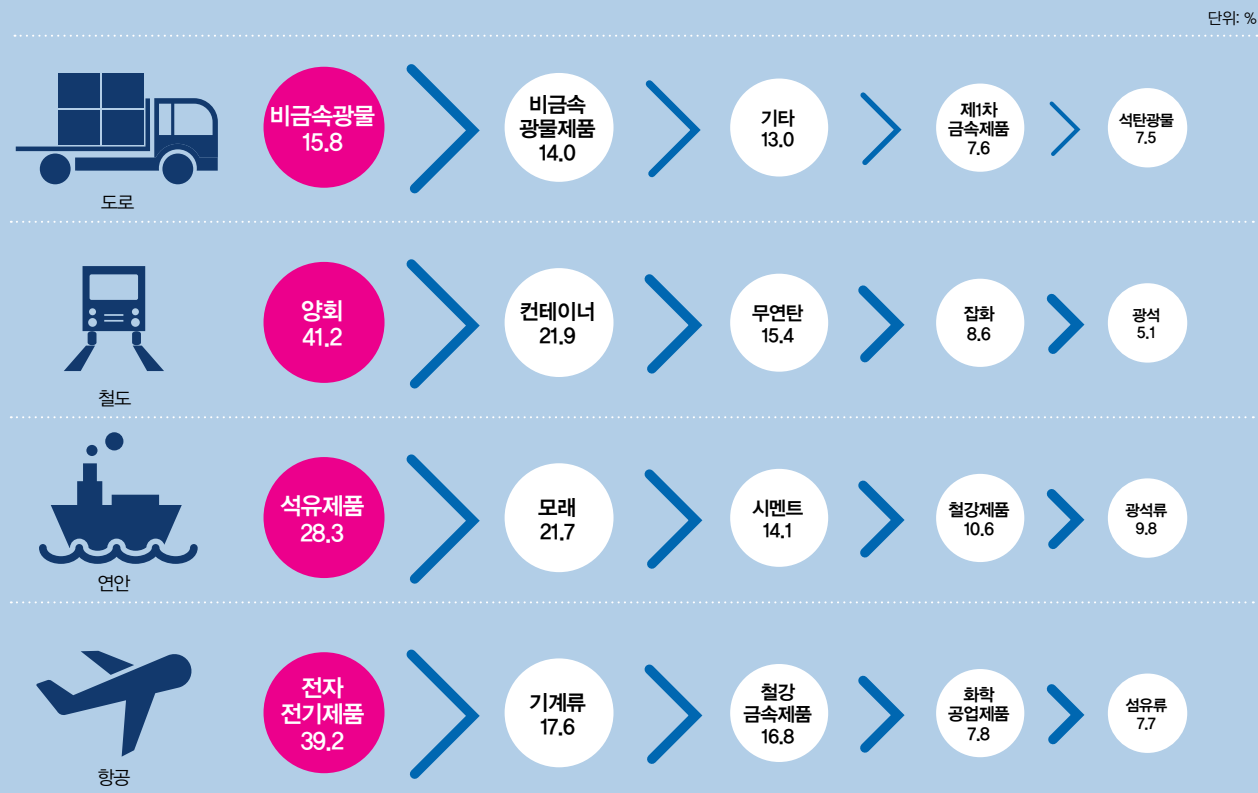 단위: %
비금속광물
15.8
비금속
광물제품
14.0
기타
13.0
제1차
금속제품
7.6
석탄광물
7.5
도로
양회
41.2
컨테이너
21.9
무연탄
15.4
잡화
8.6
광석
5.1
철도
석유제품
28.3
모래
21.7
시멘트
14.1
철강제품
10.6
광석류
9.8
연안
전자
전기제품
39.2
기계류
17.6
철강
금속제품
16.8
화학
공업제품
7.8
섬유류
7.7
항공